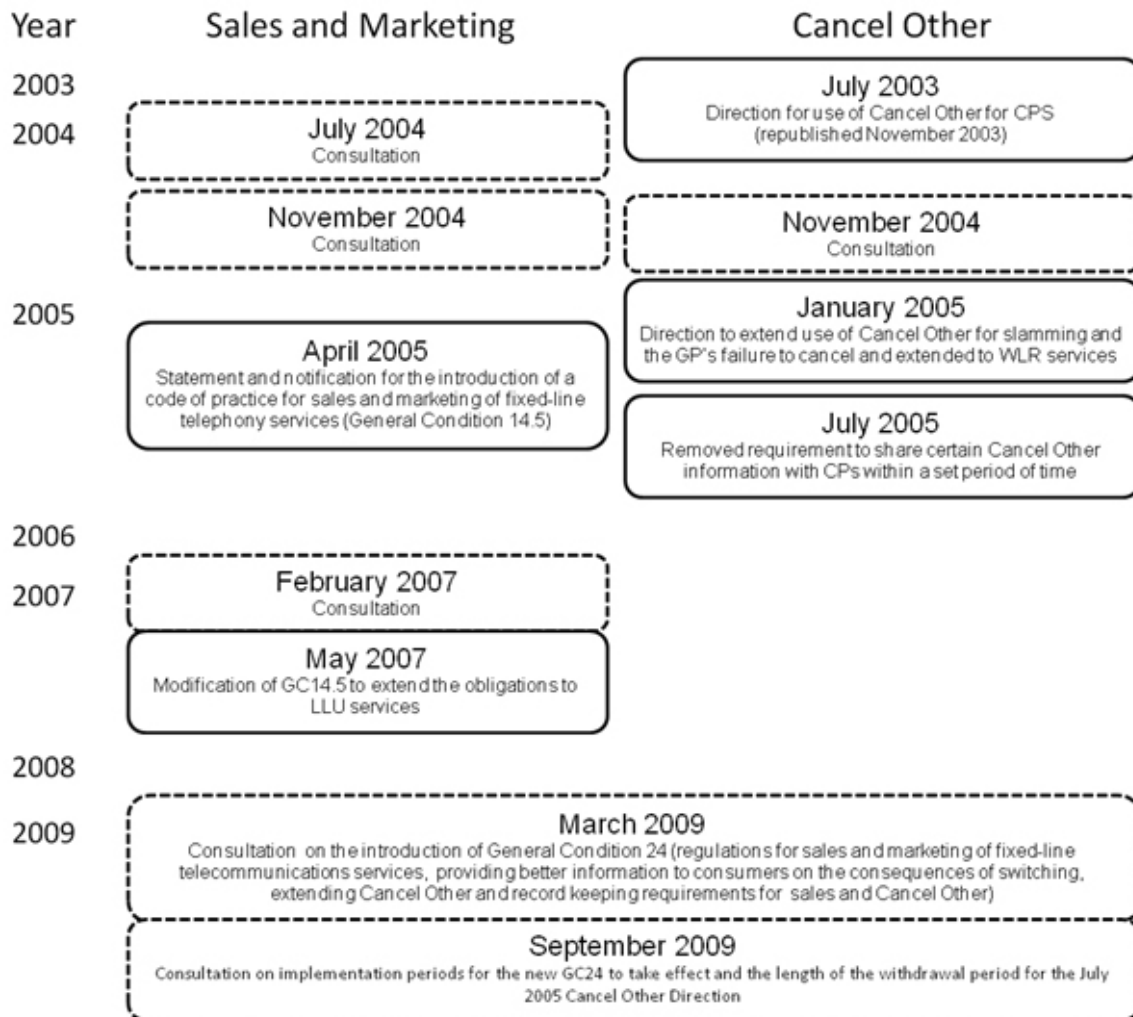 Year Sales and Marketing Cancel Other
2003
July 2003
Direction for use of Cancel Other for CPS
(republished November 2003)
2004
July 2004
Consultation
November 2004
Consultation
November 2004
Consultation
2005
January 2005
Direction to extend use of Cancel Other for slamming and
the GP's failure to cancel and extended to WLR services
April 2005
Statement and notification for the introduction of a
code of practice for sales and marketing of fixed-line
telephony services (General Condition 14.5)
July 2005
Removed requirement to share certain Cancel Other
information with CPs within a set period of time
2006
2007
February 2007
Consultation
May 2007
Modification of GC14.5 to extend the obligations to
LLU services
2008
2009
March 2009
Consultation on the introduction of General Condition 24 (regulations for sales and marketing of fixed-line
telecommunications services, providing better information to consumers on the consequences of switching,
extending Cancel Other and record keeping requirements for sales and Cancel Other)
September 2009
Consultation on implementation periods for the new GC24 to take effect and the length of the withdrawal period for the July
2005 Cancel Other Direction